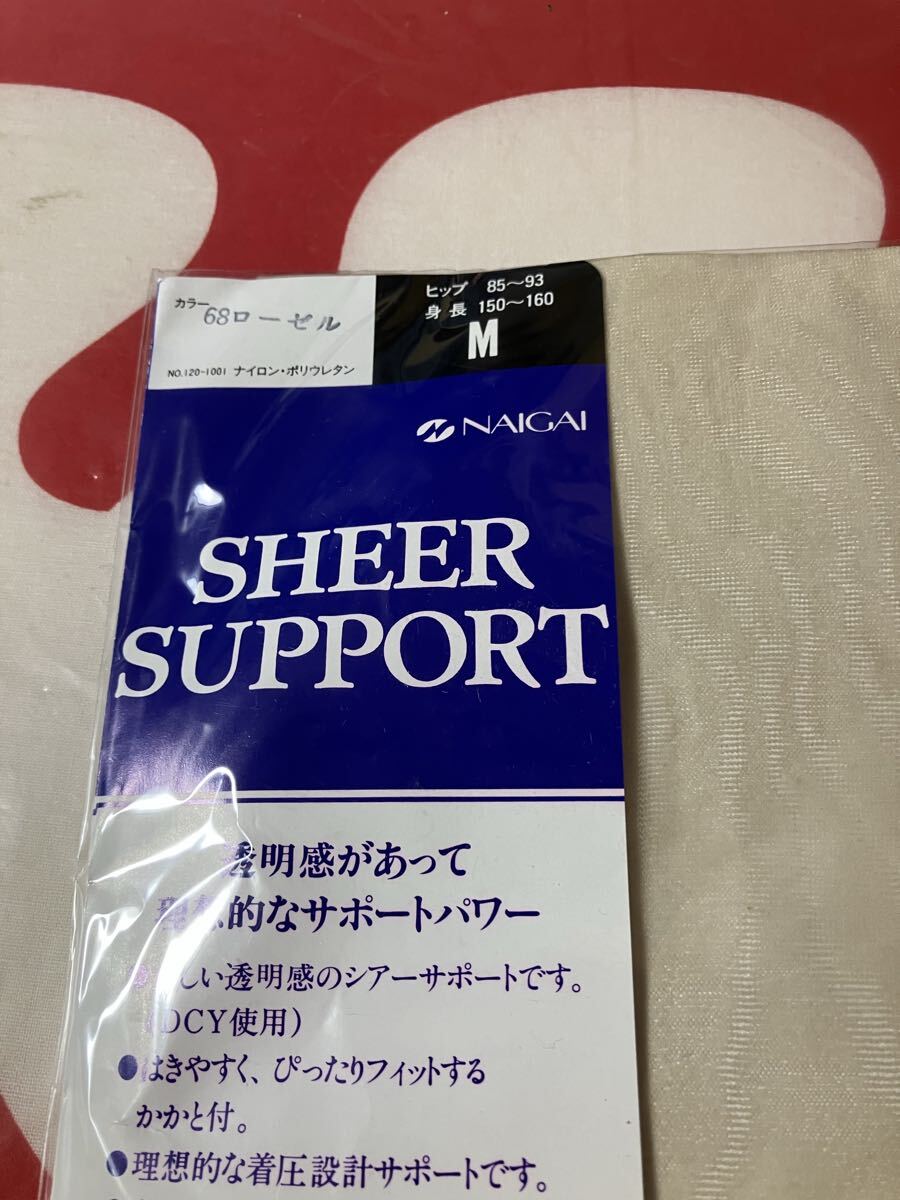 カラー 68ローゼル
NO.120-1001 ナイロン・ポリウレタン
ヒップ 85〜93
身長 150〜160
M
NAIGAI
SHEER
SUPPORT
透明感があって
理想的なサポートパワー
しい透明感のシアーサポートです。
(DCY使用)
●はきやすく、ぴったりフィットする
かかと付。
●理想的な着圧設計サポートです。